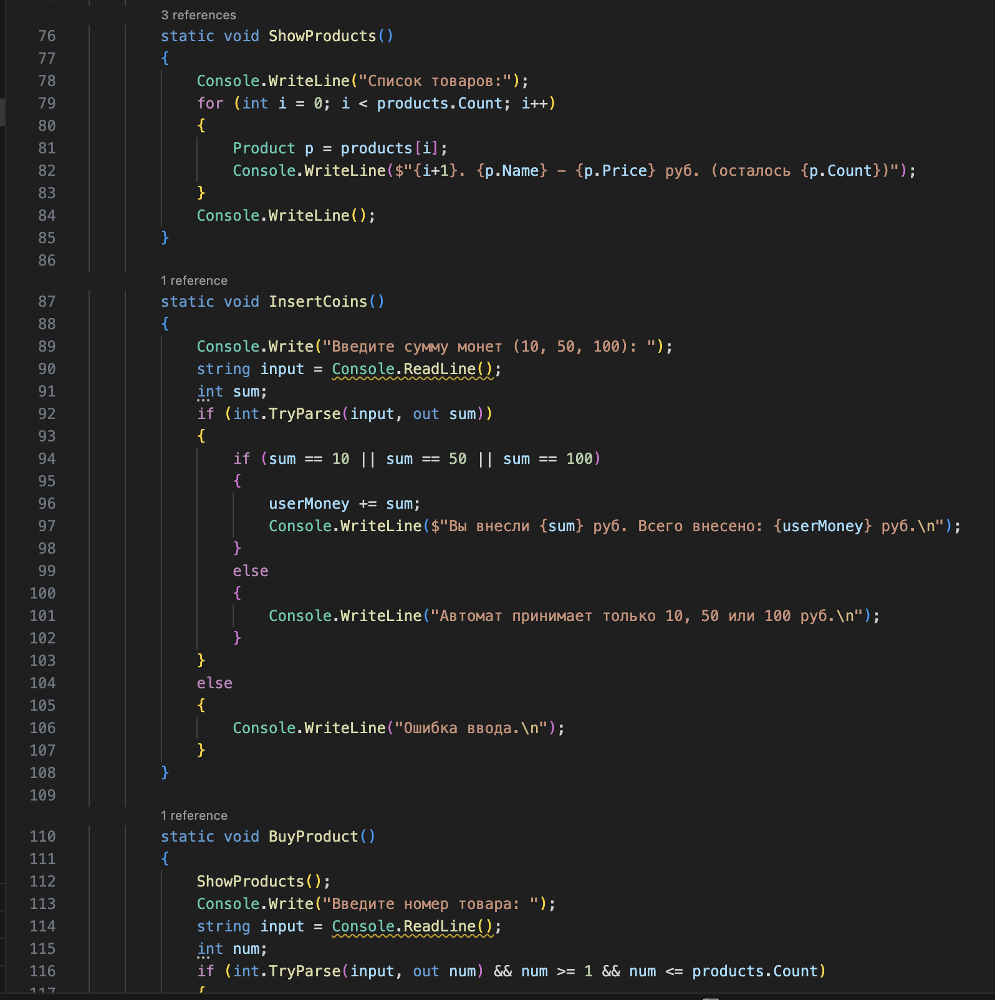 3 references
76 static void ShowProducts()
77 {
78 Console.WriteLine("Список товаров:");
79 for (int i = 0; i < products.Count; i++)
80 {
81 Product p = products[i];
82 Console.WriteLine($"{i+1}. {p.Name} – {p.Price} руб. (осталось {p.Count})");
83 }
84 Console.WriteLine();
85 }
86
1 reference
87 static void InsertCoins()
88 {
89 Console.Write("Введите сумму монет (10, 50, 100): ");
90 string input = Console.ReadLine();
91 int sum;
92 if (int.TryParse(input, out sum))
93 {
94 if (sum == 10 || sum == 50 || sum == 100)
95 {
96 userMoney += sum;
97 Console.WriteLine($"Вы внесли {sum} руб. Всего внесено: {userMoney} руб.\n");
98 }
99 else
100 {
101 Console.WriteLine("Автомат принимает только 10, 50 или 100 руб.\n");
102 }
103 }
104 else
105 {
106 Console.WriteLine("Ошибка ввода.\n");
107 }
108 }
109
1 reference
110 static void BuyProduct()
111 {
112 ShowProducts();
113 Console.Write("Введите номер товара: ");
114 string input = Console.ReadLine();
115 int num;
116 if (int.TryParse(input, out num) && num >= 1 && num <= products.Count)
117 {